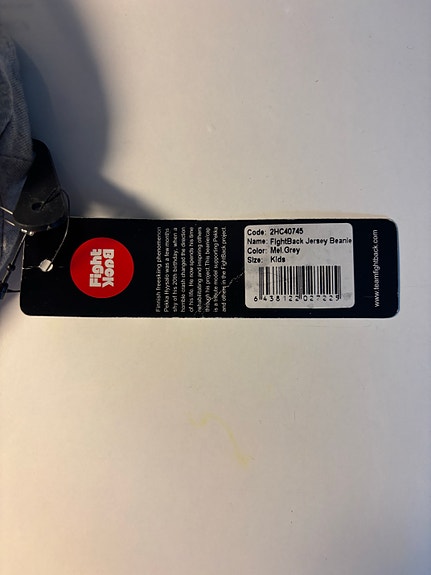 Fight
Back
Finnish freeskiing phenomenon
Pekka Hyysalo was a few months
shy of his 20th birthday, when a
horrible crash changed the direction
of his life. He now spends his time
rehabilitating and inspiring others
through his project. This beanie/cap
is a tribute model supporting Pekka
and others in the FightBack project.
Code: 2HC40745
Name: FightBack Jersey Beanie
Color: Mel.Grey
Size: Kids
6 438122 027229
www.teamfightback.com